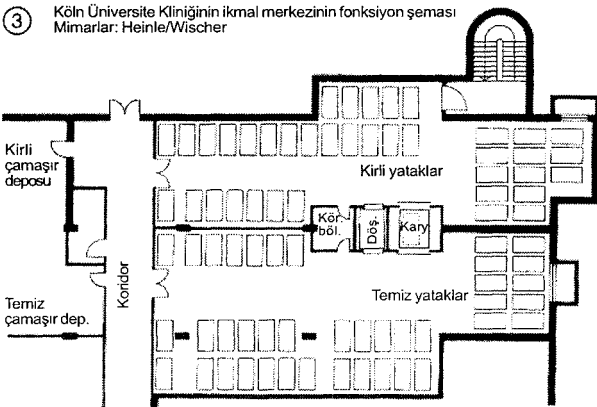 3 Köln Üniversite Kliniğinin ikmal merkezinin fonksiyon şeması
Mimarlar: Heinle/Wischer
Kirli
çamaşır
deposu
Kirli yataklar
Kör.
böl.
Döş.
Kary.
Koridor
Temiz
çamaşır dep.
Temiz yataklar